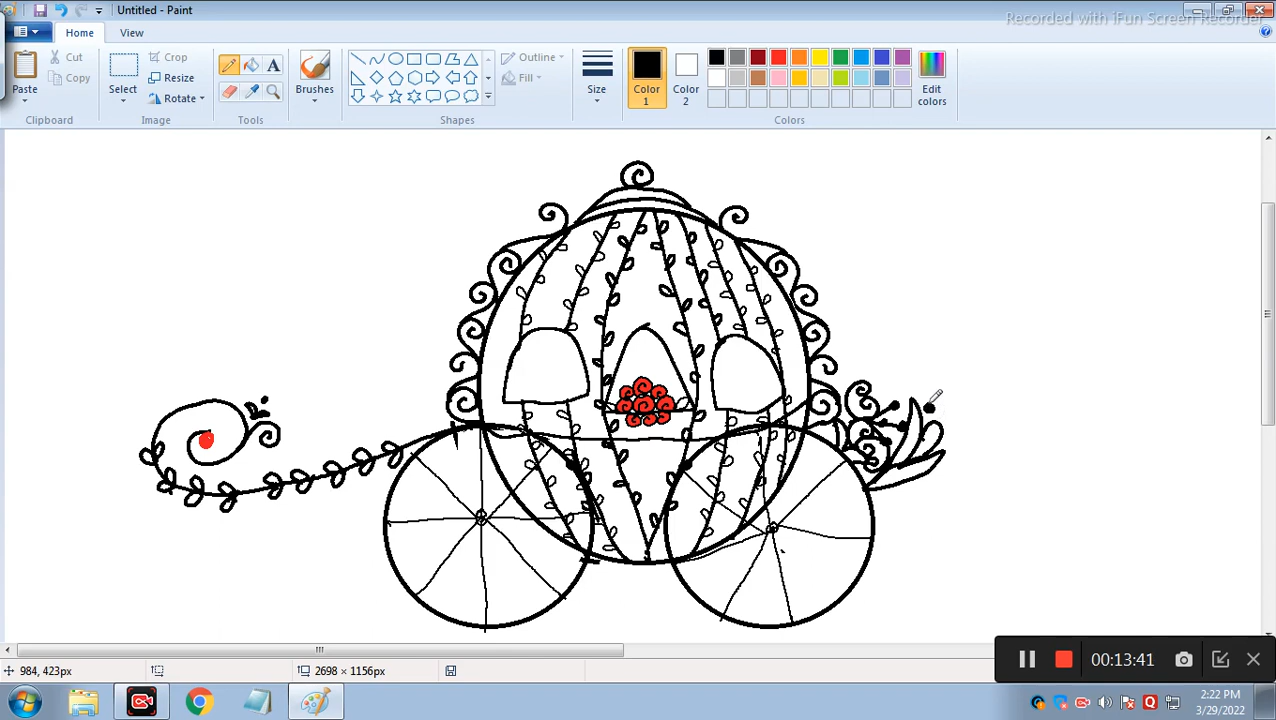 Untitled - Paint
Recorded with iFun Screen Recorder
Home View
Paste
Cut
Copy
Clipboard
Select
Crop
Resize
Rotate
Image
A
Tools
Brushes
Outline
Fill
Shapes
Size
Color 1
Color 2
Edit colors
Colors
00:13:41
984, 423px
2698 × 1156px
2:22 PM
3/29/2022